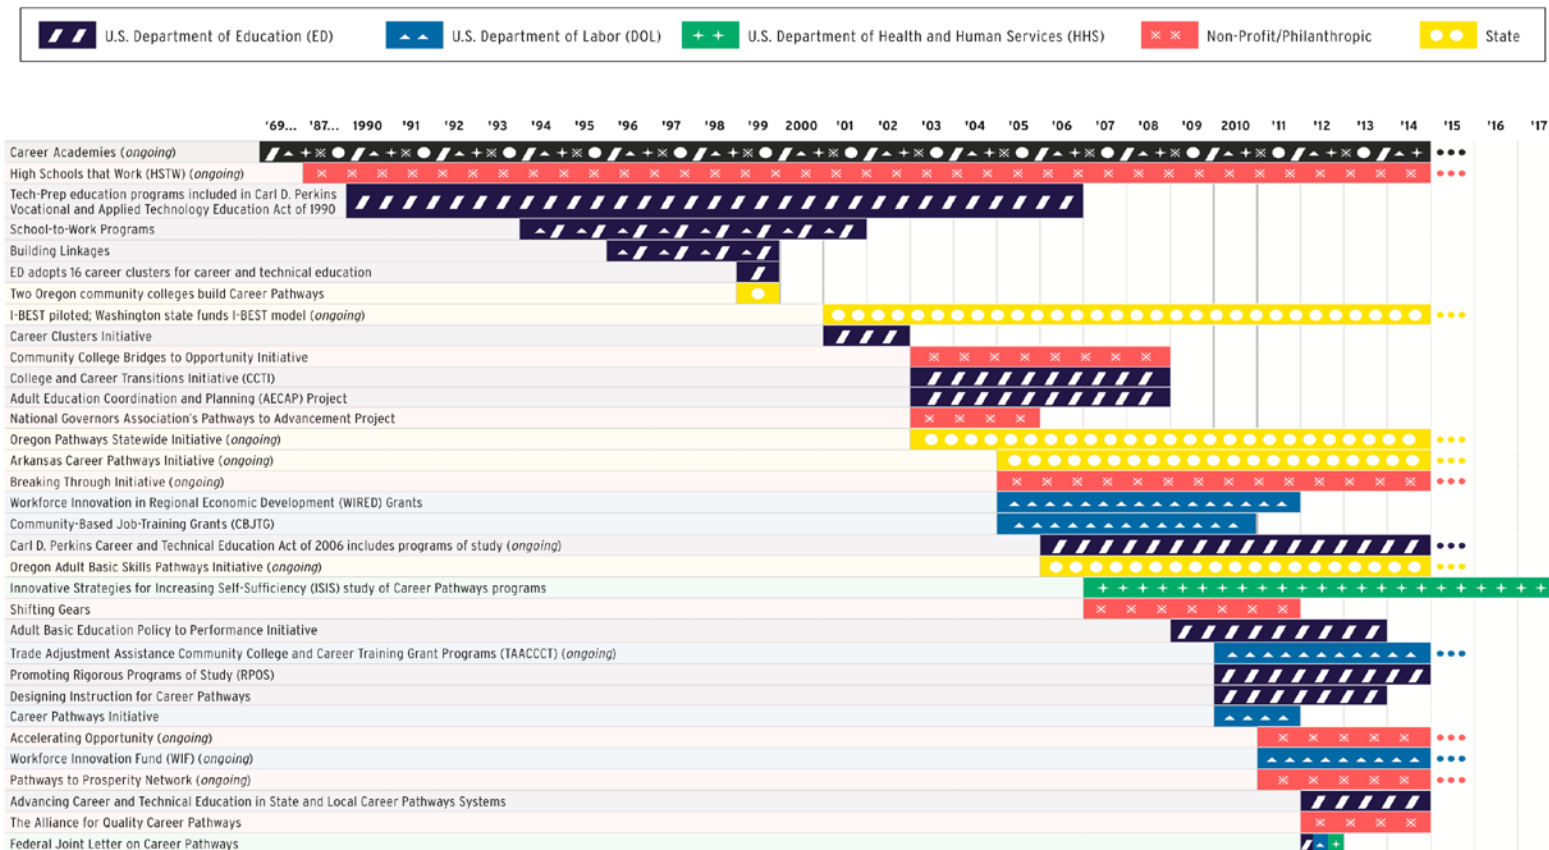 U.S. Department of Education (ED) U.S. Department of Labor (DOL) U.S. Department of Health and Human Services (HHS) Non-Profit/Philanthropic State
'69... '87... 1990 '91 '92 '93 '94 '95 '96 '97 '98 '99 2000 '01 '02 '03 '04 '05 '06 '07 '08 '09 2010 '11 '12 '13 '14 '15 '16 '17
Career Academies (ongoing)
High Schools that Work (HSTW) (ongoing)
Tech-Prep education programs included in Carl D. Perkins
Vocational and Applied Technology Education Act of 1990
School-to-Work Programs
Building Linkages
ED adopts 16 career clusters for career and technical education
Two Oregon community colleges build Career Pathways
I-BEST piloted; Washington state funds I-BEST model (ongoing)
Career Clusters Initiative
Community College Bridges to Opportunity Initiative
College and Career Transitions Initiative (CCTI)
Adult Education Coordination and Planning (AECAP) Project
National Governors Association's Pathways to Advancement Project
Oregon Pathways Statewide Initiative (ongoing)
Arkansas Career Pathways Initiative (ongoing)
Breaking Through Initiative (ongoing)
Workforce Innovation in Regional Economic Development (WIRED) Grants
Community-Based Job-Training Grants (CBJTG)
Carl D. Perkins Career and Technical Education Act of 2006 includes programs of study (ongoing)
Oregon Adult Basic Skills Pathways Initiative (ongoing)
Innovative Strategies for Increasing Self-Sufficiency (ISIS) study of Career Pathways programs
Shifting Gears
Adult Basic Education Policy to Performance Initiative
Trade Adjustment Assistance Community College and Career Training Grant Programs (TAACCCT) (ongoing)
Promoting Rigorous Programs of Study (RPOS)
Designing Instruction for Career Pathways
Career Pathways Initiative
Accelerating Opportunity (ongoing)
Workforce Innovation Fund (WIF) (ongoing)
Pathways to Prosperity Network (ongoing)
Advancing Career and Technical Education in State and Local Career Pathways Systems
The Alliance for Quality Career Pathways
Federal Joint Letter on Career Pathways